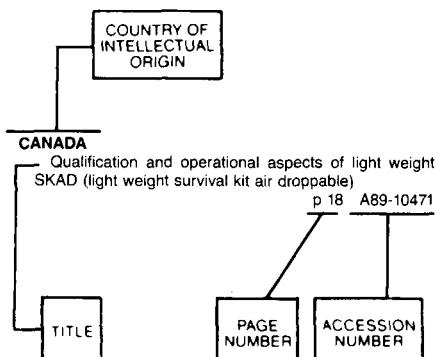 COUNTRY OF
INTELLECTUAL
ORIGIN
CANADA
Qualification and operational aspects of light weight
SKAD (light weight survival kit air droppable)
p 18 A89-10471
TITLE
PAGE
NUMBER
ACCESSION
NUMBER